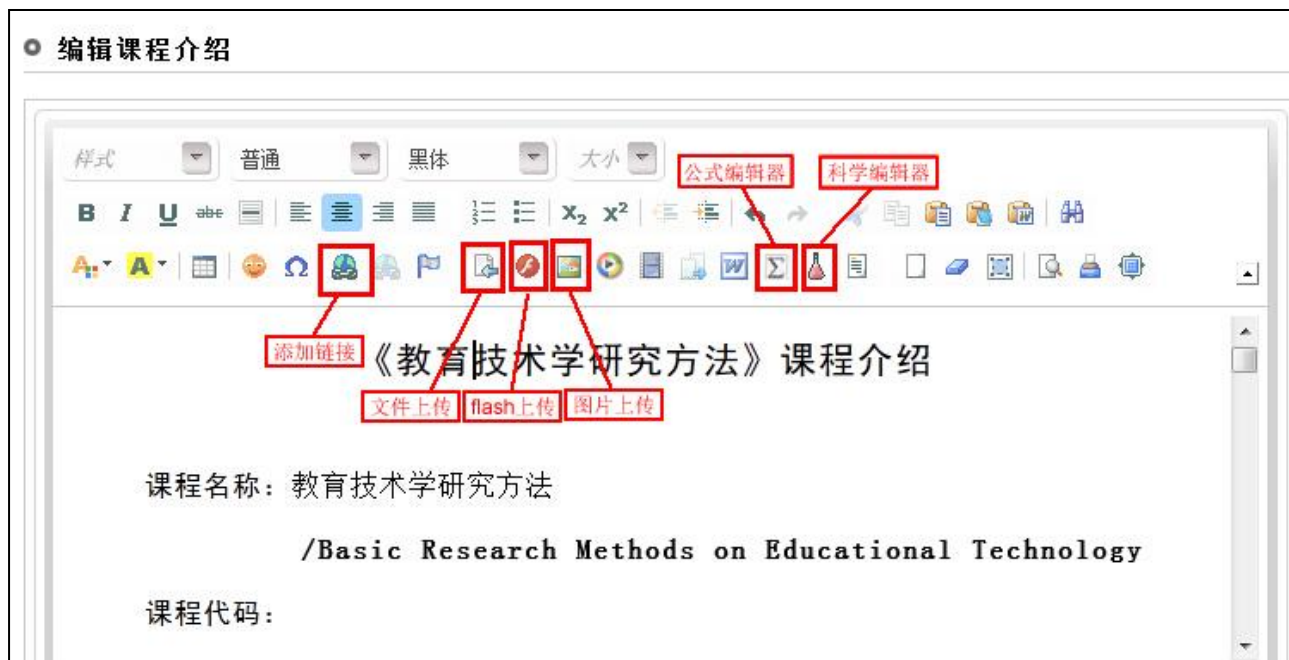 编辑课程介绍
样式 普通 黑体 大小
公式编辑器 科学编辑器
B I U abc X₂ X²
A A Ω W Σ
添加链接
《教育技术学研究方法》课程介绍
文件上传 flash上传 图片上传
课程名称：教育技术学研究方法
/Basic Research Methods on Educational Technology
课程代码：